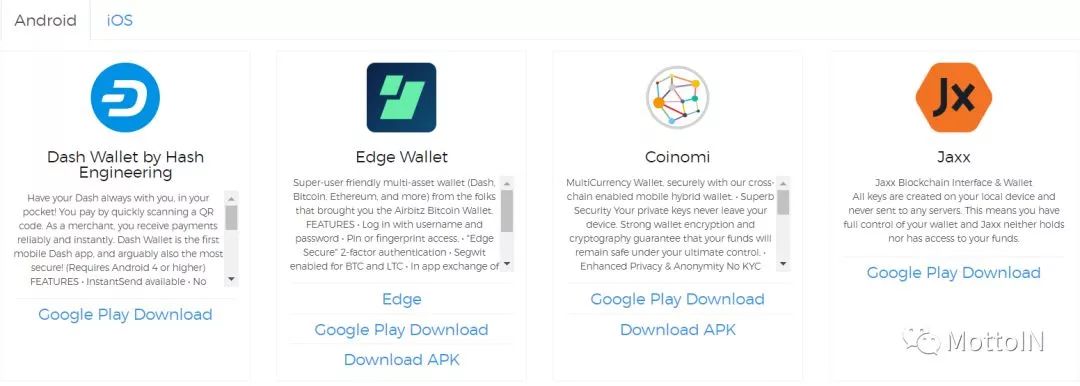 Android
iOS
Dash Wallet by Hash
Engineering
Have your Dash always with you, in your
pocket! You pay by quickly scanning a QR
code. As a merchant, you receive payments
reliably and instantly. Dash Wallet is the first
mobile Dash app, and arguably also the most
secure! (Requires Android 4 or higher)
FEATURES • InstantSend available • No
Google Play Download
Edge Wallet
Super-user friendly multi-asset wallet (Dash,
Bitcoin, Ethereum, and more) from the folks
that brought you the Airbitz Bitcoin Wallet.
FEATURES • Log in with username and
password • Pin or fingerprint access, • "Edge
Secure" 2-factor authentication • Segwit
enabled for BTC and LTC • In app exchange of
Edge
Google Play Download
Download APK
Coinomi
MultiCurrency Wallet, securely with our cross-
chain enabled mobile hybrid wallet. • Superb
Security Your private keys never leave your
device. Strong wallet encryption and
cryptography guarantee that your funds will
remain safe under your ultimate control. •
Enhanced Privacy & Anonymity No KYC
Google Play Download
Download APK
Jx
Jaxx
Jaxx Blockchain Interface & Wallet
All keys are created on your local device and
never sent to any servers. This means you have
full control of your wallet and Jaxx neither holds
nor has access to your funds.
Google Play Download
MottoIN